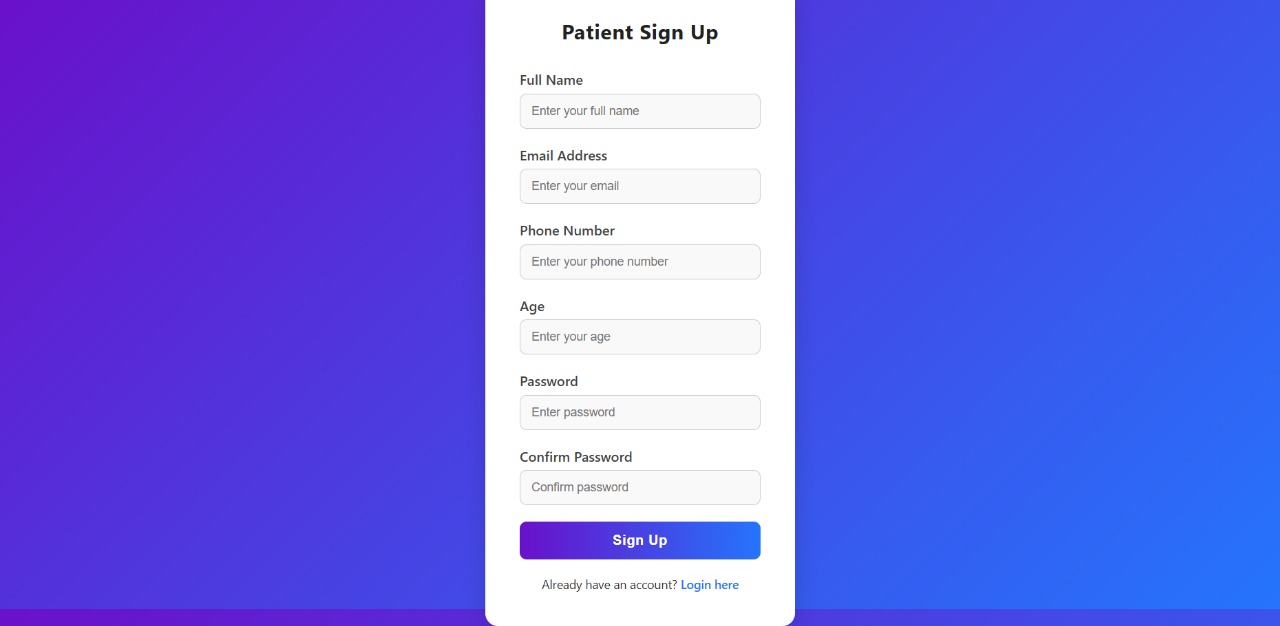 Patient Sign Up
Full Name
Enter your full name
Email Address
Enter your email
Phone Number
Enter your phone number
Age
Enter your age
Password
Enter password
Confirm Password
Confirm password
Sign Up
Already have an account? Login here